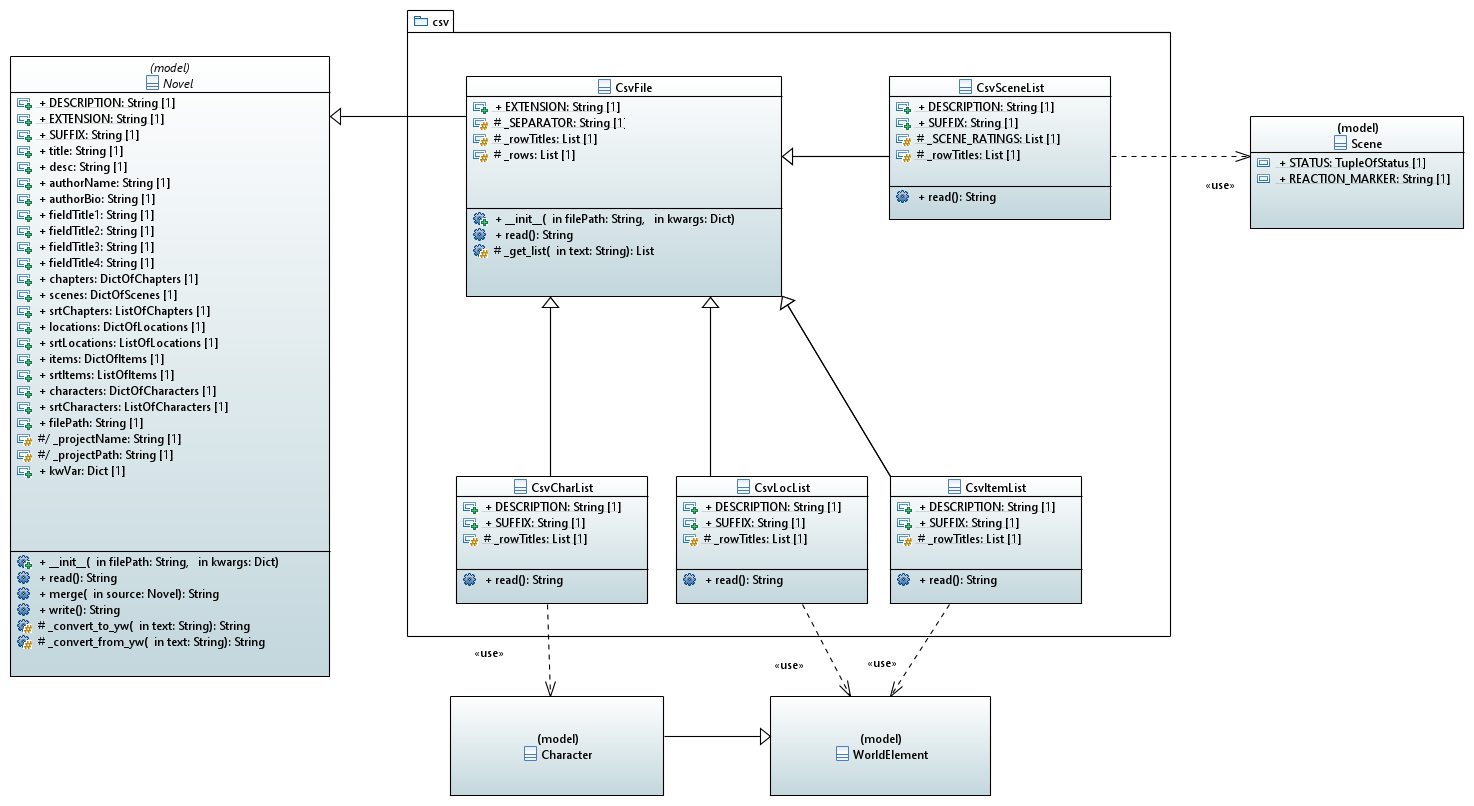 csv
(model)
Novel
+ DESCRIPTION: String [1]
+ EXTENSION: String [1]
+ SUFFIX: String [1]
+ title: String [1]
+ desc: String [1]
+ authorName: String [1]
+ authorBio: String [1]
+ fieldTitle1: String [1]
+ fieldTitle2: String [1]
+ fieldTitle3: String [1]
+ fieldTitle4: String [1]
+ chapters: DictOfChapters [1]
+ scenes: DictOfScenes [1]
+ srtChapters: ListOfChapters [1]
+ locations: DictOfLocations [1]
+ srtLocations: ListOfLocations [1]
+ items: DictOfItems [1]
+ srtItems: ListOfItems [1]
+ characters: DictOfCharacters [1]
+ srtCharacters: ListOfCharacters [1]
+ filePath: String [1]
#/ _projectName: String [1]
#/ _projectPath: String [1]
+ kwVar: Dict [1]
+ __init__( in filePath: String, in kwargs: Dict)
+ read(): String
+ merge( in source: Novel): String
+ write(): String
# _convert_to_yw( in text: String): String
# _convert_from_yw( in text: String): String
CsvFile
+ EXTENSION: String [1]
# _SEPARATOR: String [1]
# _rowTitles: List [1]
# _rows: List [1]
+ __init__( in filePath: String, in kwargs: Dict)
+ read(): String
# _get_list( in text: String): List
CsvSceneList
+ DESCRIPTION: String [1]
+ SUFFIX: String [1]
# _SCENE_RATINGS: List [1]
# _rowTitles: List [1]
+ read(): String
«use»
(model)
Scene
+ STATUS: TupleOfStatus [1]
+ REACTION_MARKER: String [1]
CsvCharList
+ DESCRIPTION: String [1]
+ SUFFIX: String [1]
# _rowTitles: List [1]
+ read(): String
CsvLocList
+ DESCRIPTION: String [1]
+ SUFFIX: String [1]
# _rowTitles: List [1]
+ read(): String
CsvItemList
+ DESCRIPTION: String [1]
+ SUFFIX: String [1]
# _rowTitles: List [1]
+ read(): String
«use»
«use»
«use»
(model)
Character
(model)
WorldElement